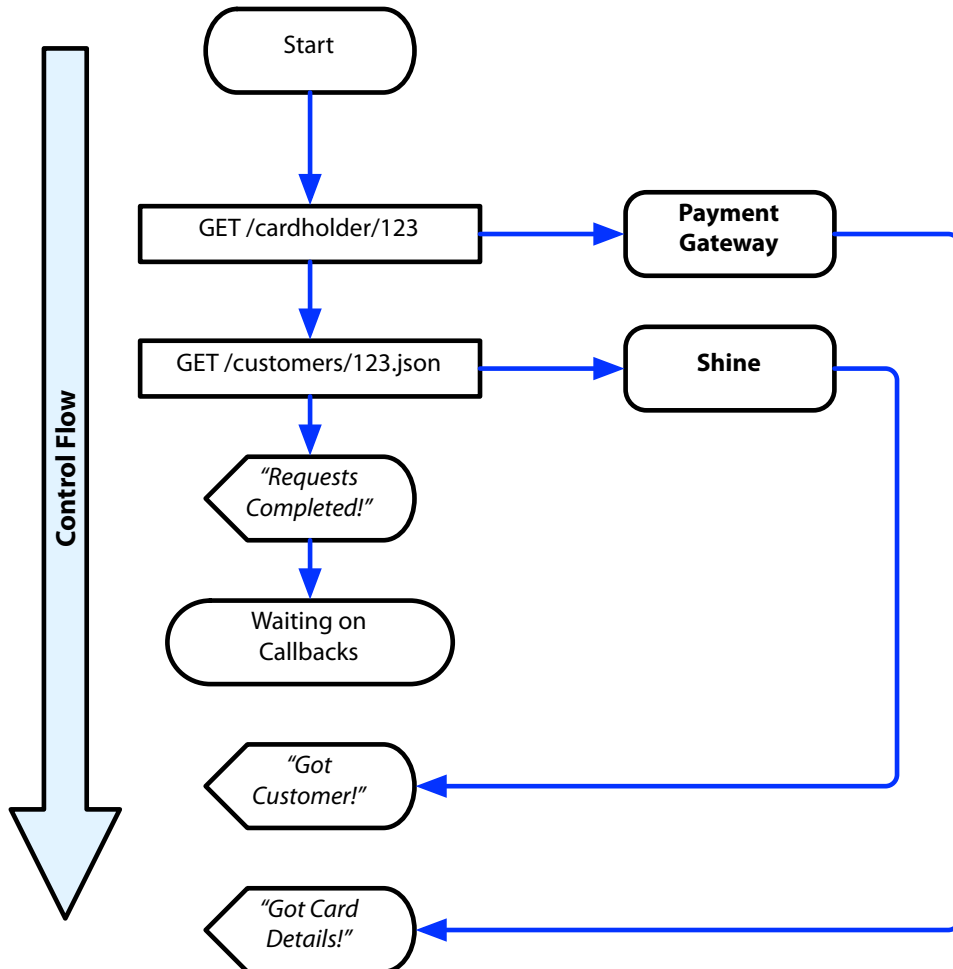 Start
GET /cardholder/123
Payment
Gateway
GET /customers/123.json
Shine
Control Flow
“Requests
Completed!”
Waiting on
Callbacks
“Got
Customer!”
“Got Card
Details!”